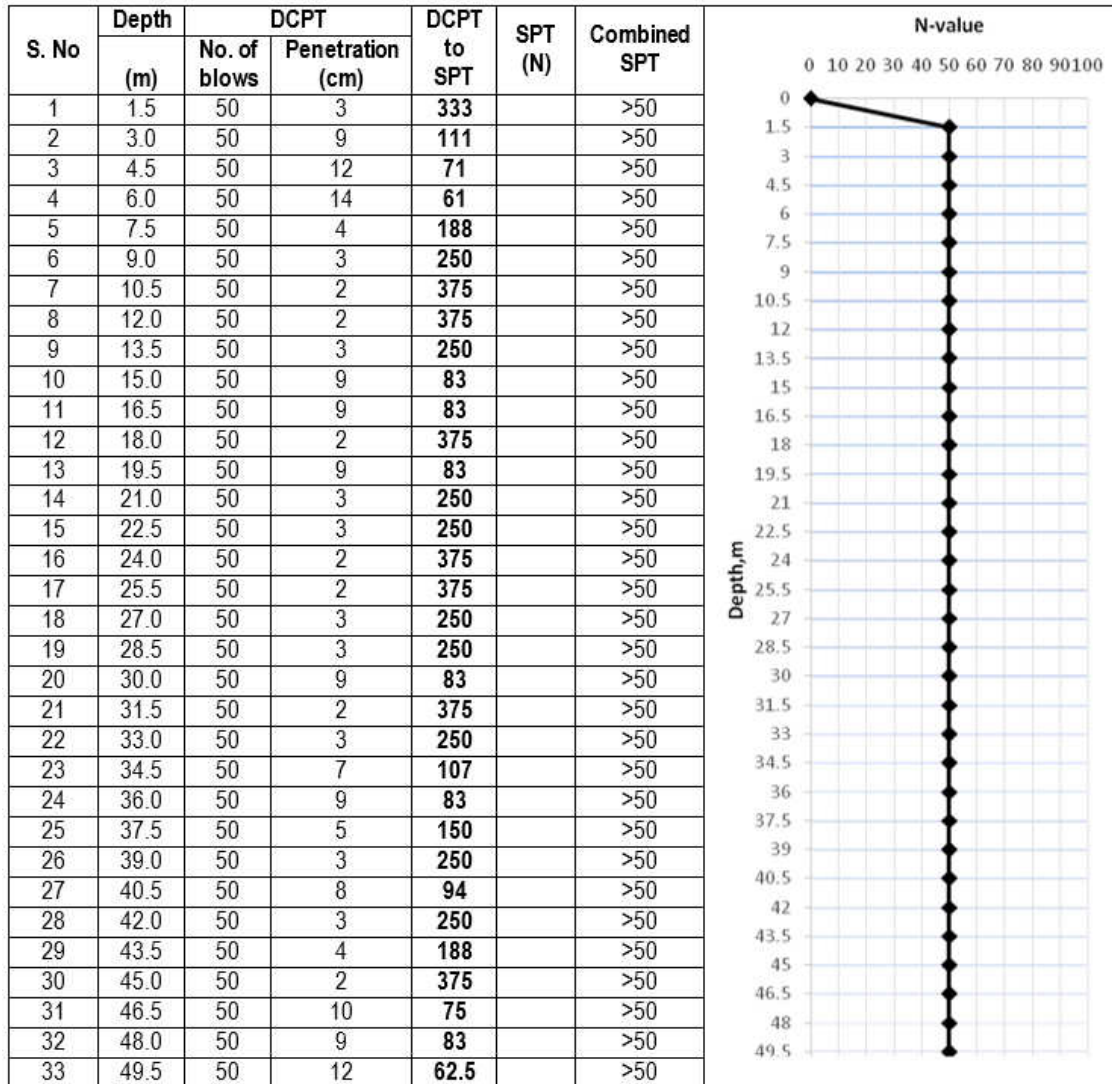 S. No Depth (m) DCPT No. of blows Penetration (cm) DCPT to SPT SPT (N) Combined SPT
1 1.5 50 3 333 >50
2 3.0 50 9 111 >50
3 4.5 50 12 71 >50
4 6.0 50 14 61 >50
5 7.5 50 4 188 >50
6 9.0 50 3 250 >50
7 10.5 50 2 375 >50
8 12.0 50 2 375 >50
9 13.5 50 3 250 >50
10 15.0 50 9 83 >50
11 16.5 50 9 83 >50
12 18.0 50 2 375 >50
13 19.5 50 9 83 >50
14 21.0 50 3 250 >50
15 22.5 50 3 250 >50
16 24.0 50 2 375 >50
17 25.5 50 2 375 >50
18 27.0 50 3 250 >50
19 28.5 50 3 250 >50
20 30.0 50 9 83 >50
21 31.5 50 2 375 >50
22 33.0 50 3 250 >50
23 34.5 50 7 107 >50
24 36.0 50 9 83 >50
25 37.5 50 5 150 >50
26 39.0 50 3 250 >50
27 40.5 50 8 94 >50
28 42.0 50 3 250 >50
29 43.5 50 4 188 >50
30 45.0 50 2 375 >50
31 46.5 50 10 75 >50
32 48.0 50 9 83 >50
33 49.5 50 12 62.5 >50
N-value
0 10 20 30 40 50 60 70 80 90 100
Depth,m
0
1.5
3
4.5
6
7.5
9
10.5
12
13.5
15
16.5
18
19.5
21
22.5
24
25.5
27
28.5
30
31.5
33
34.5
36
37.5
39
40.5
42
43.5
45
46.5
48
49.5